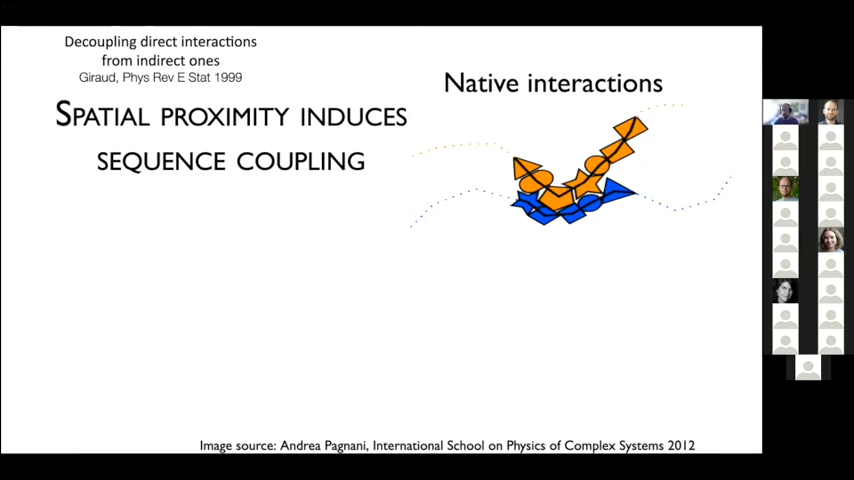 Decoupling direct interactions
from indirect ones
Giraud, Phys Rev E Stat 1999
SPATIAL PROXIMITY INDUCES
SEQUENCE COUPLING
Native interactions
Image source: Andrea Pagnani, International School on Physics of Complex Systems 2012